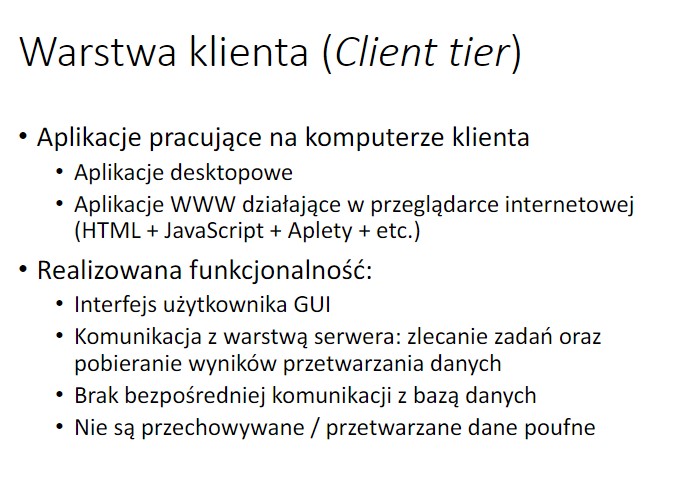 Warstwa klienta (Client tier)
• Aplikacje pracujące na komputerze klienta
• Aplikacje desktopowe
• Aplikacje WWW działające w przeglądarce internetowej
(HTML + JavaScript + Aplety + etc.)
• Realizowana funkcjonalność:
• Interfejs użytkownika GUI
• Komunikacja z warstwą serwera: zlecanie zadań oraz
pobieranie wyników przetwarzania danych
• Brak bezpośredniej komunikacji z bazą danych
• Nie są przechowywane / przetwarzane dane poufne